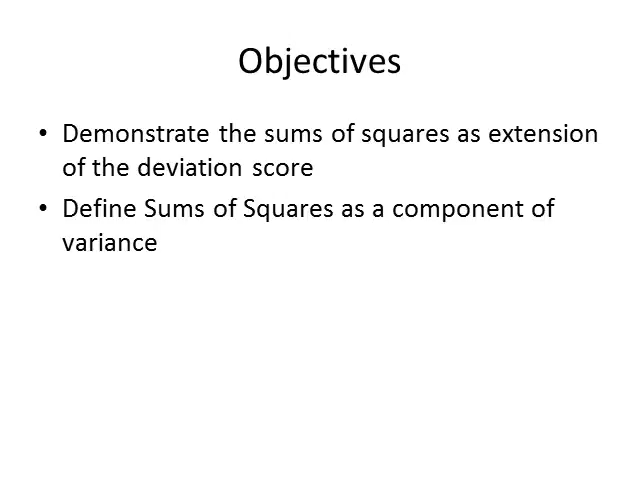 Objectives
• Demonstrate the sums of squares as extension
of the deviation score
• Define Sums of Squares as a component of
variance